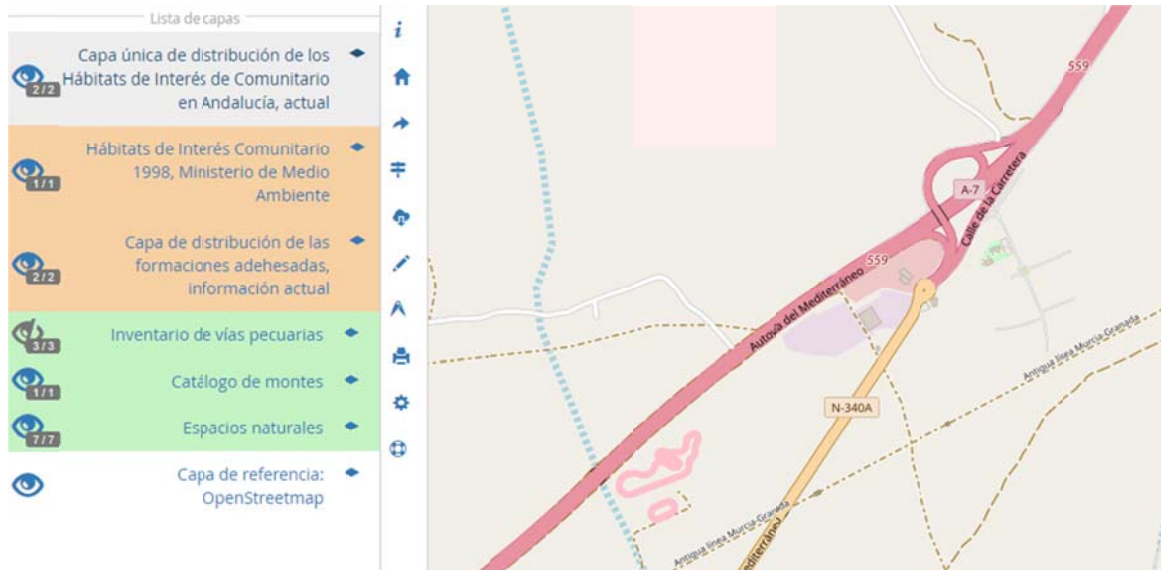 Lista de capas
Capa única de distribución de los
Hábitats de Interés de Comunitario
en Andalucía, actual
2/2
Hábitats de Interés Comunitario
1998, Ministerio de Medio
Ambiente
1/1
Capa de distribución de las
formaciones adehesadas,
información actual
2/2
Inventario de vías pecuarias
3/3
Catálogo de montes
1/1
Espacios naturales
7/7
Capa de referencia:
OpenStreetmap
i
559
A-7
Calle de la Carretera
559
Autovía del Mediterráneo
Antigua línea Murcia-Granada
N-340A
Antigua línea Murcia-Granada